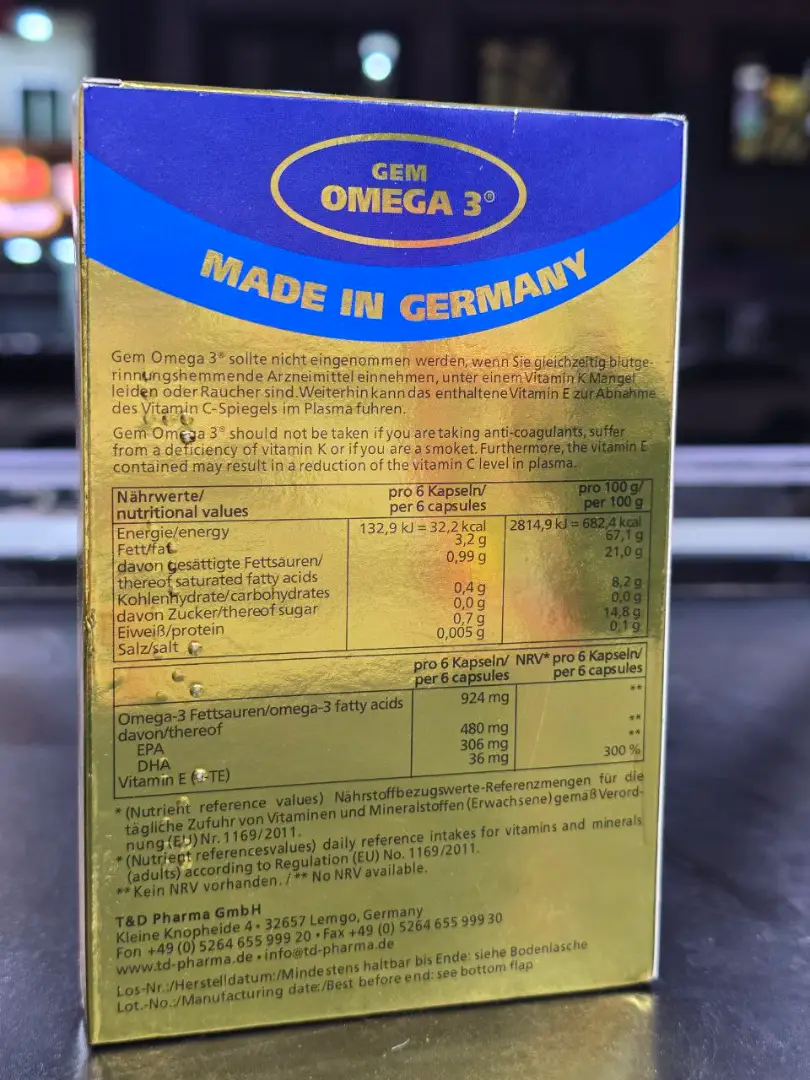 GEM
OMEGA 3®
MADE IN GERMANY
Gem Omega 3® sollte nicht eingenommen werden, wenn Sie gleichzeitig blutge-
rinnungshemmende Arzneimittel einnehmen, unter einem Vitamin K Mangel
leiden oder Raucher sind. Weiterhin kann das enthaltene Vitamin E zur Abnahme
des Vitamin C-Spiegels im Plasma fuhren.
Gem Omega 3® should not be taken if you are taking anti-coagulants, suffer
from a deficiency of vitamin K or if you are a smoket. Furthermore, the vitamin E
contained may result in a reduction of the vitamin C level in plasma.
Nährwerte/ pro 6 Kapseln/ pro 100 g/
nutritional values per 6 capsules per 100 g
Energie/energy 132,9 kJ = 32,2 kcal 2814,9 kJ = 682,4 kcal
Fett/fat 3,2 g 67,1 g
davon gesättigte Fettsäuren/ 0,99 g 21,0 g
thereof saturated fatty acids
Kohlenhydrate/carbohydrates 0,4 g 8,2 g
davon Zucker/thereof sugar 0,0 g 0,0 g
Eiweiß/protein 0,7 g 14,8 g
Salz/salt 0,005 g 0,1 g
pro 6 Kapseln/ NRV* pro 6 Kapseln/
per 6 capsules per 6 capsules
Omega-3 Fettsauren/omega-3 fatty acids 924 mg **
davon/thereof
EPA 480 mg **
DHA 306 mg **
Vitamin E (α-TE) 36 mg 300 %
* (Nutrient reference values) Nährstoffbezugswerte-Referenzmengen für die
tägliche Zufuhr von Vitaminen und Mineralstoffen (Erwachsene) gemäß Verord-
nung (EU) Nr. 1169/2011.
* (Nutrient referencesvalues) daily reference intakes for vitamins and minerals
(adults) according to Regulation (EU) No. 1169/2011.
** Kein NRV vorhanden. / ** No NRV available.
T&D Pharma GmbH
Kleine Knopheide 4 • 32657 Lemgo, Germany
Fon +49 (0) 5264 655 999 20 • Fax +49 (0) 5264 655 999 30
www.td-pharma.de • info@td-pharma.de
Los-Nr.:/Herstelldatum:/Mindestens haltbar bis Ende: siehe Bodenlasche
Lot.-No.:/Manufacturing date:/Best before end: see bottom flap